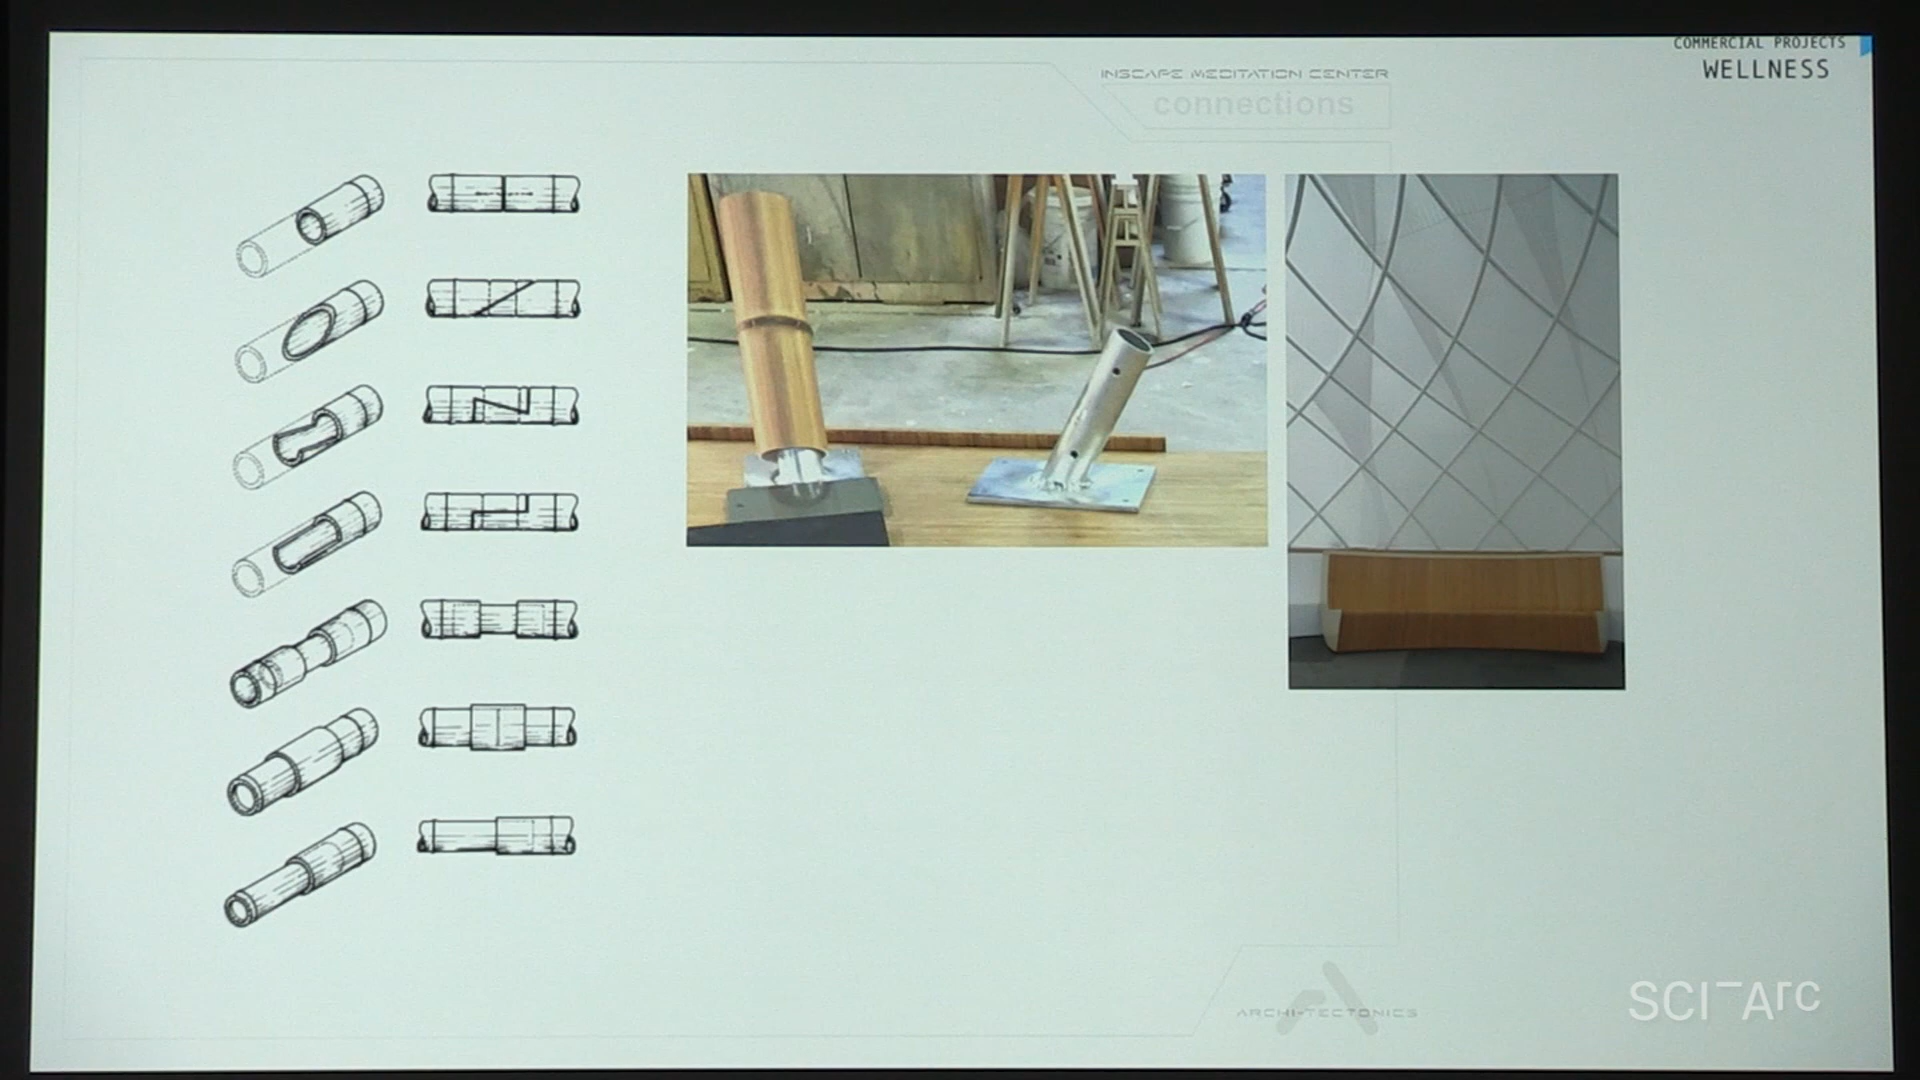 COMMERCIAL PROJECTS
WELLNESS
INSCAPE MEDITATION CENTER
connections
ARCHI-TECTONICS
SCI-Arc